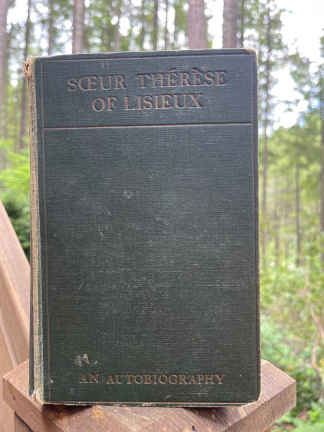 SŒUR THÉRÈSE
OF LISIEUX
AN AUTOBIOGRAPHY